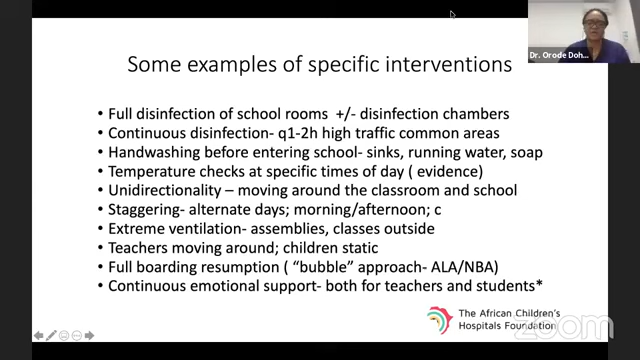 Dr. Orode Doh...
Some examples of specific interventions
• Full disinfection of school rooms +/- disinfection chambers
• Continuous disinfection- q1-2h high traffic common areas
• Handwashing before entering school- sinks, running water, soap
• Temperature checks at specific times of day ( evidence)
• Unidirectionality – moving around the classroom and school
• Staggering- alternate days; morning/afternoon; c
• Extreme ventilation- assemblies, classes outside
• Teachers moving around; children static
• Full boarding resumption ( “bubble” approach- ALA/NBA)
• Continuous emotional support- both for teachers and students*
The African Children's
Hospitals Foundation
zoom